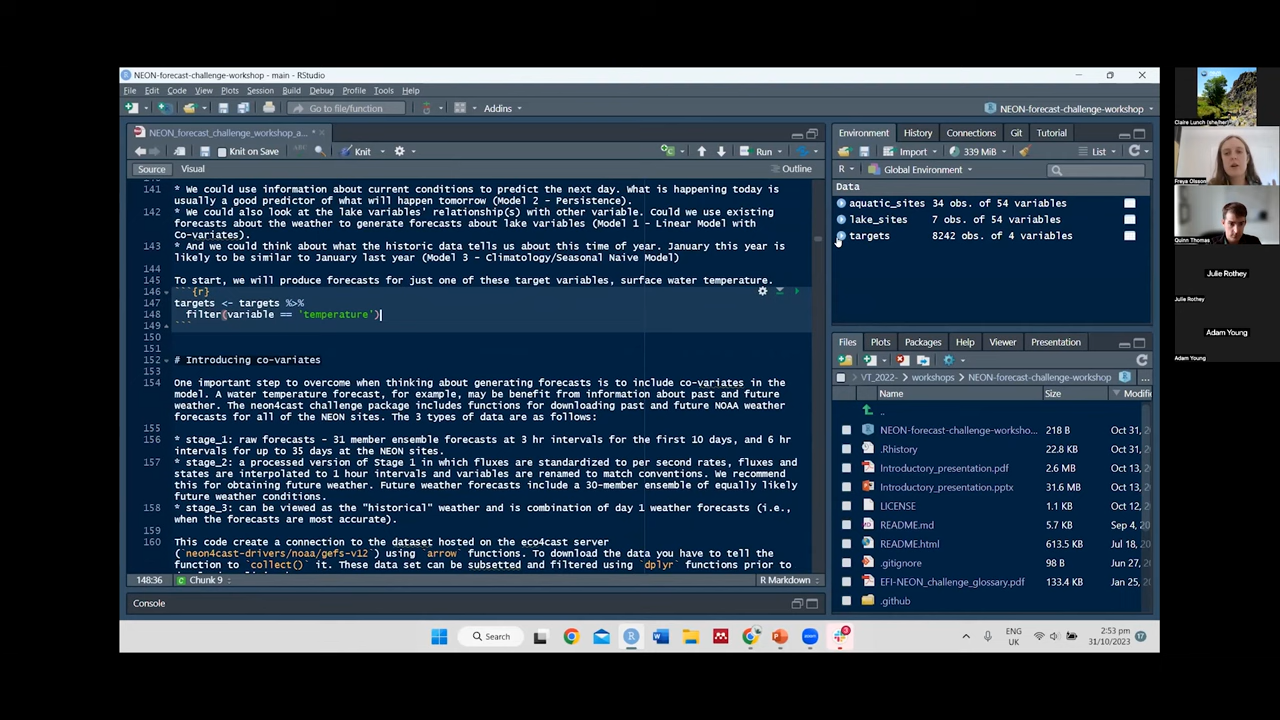 NEON-forecast-challenge-workshop - main - RStudio
File Edit Code View Plots Session Build Debug Profile Tools Help
Go to file/function
Addins
NEON-forecast-challenge-workshop
NEON_forecast_challenge_workshop_a...
Knit on Save
Knit
Run
Source Visual
Outline
141 * We could use information about current conditions to predict the next day. What is happening today is
usually a good predictor of what will happen tomorrow (Model 2 - Persistence).
142 * We could also look at the lake variables' relationship(s) with other variable. Could we use existing
forecasts about the weather to generate forecasts about lake variables (Model 1 - Linear Model with
Co-variates).
143 * And we could think about what the historic data tells us about this time of year. January this year is
likely to be similar to January last year (Model 3 - Climatology/Seasonal Naive Model)
144
145 To start, we will produce forecasts for just one of these target variables, surface water temperature.
146 ```{r}
147 targets <- targets %>%
148 filter(variable == 'temperature')
149 ```
150
151
152 # Introducing co-variates
153
154 One important step to overcome when thinking about generating forecasts is to include co-variates in the
model. A water temperature forecast, for example, may be benefit from information about past and future
weather. The neon4cast challenge package includes functions for downloading past and future NOAA weather
forecasts for all of the NEON sites. The 3 types of data are as follows:
155
156 * stage_1: raw forecasts - 31 member ensemble forecasts at 3 hr intervals for the first 10 days, and 6 hr
intervals for up to 35 days at the NEON sites.
157 * stage_2: a processed version of Stage 1 in which fluxes are standardized to per second rates, fluxes and
states are interpolated to 1 hour intervals and variables are renamed to match conventions. We recommend
this for obtaining future weather. Future weather forecasts include a 30-member ensemble of equally likely
future weather conditions.
158 * stage_3: can be viewed as the "historical" weather and is combination of day 1 weather forecasts (i.e.,
when the forecasts are most accurate).
159
160 This code create a connection to the dataset hosted on the eco4cast server
(`neon4cast-drivers/noaa/gefs-v12`) using `arrow` functions. To download the data you have to tell the
function to `collect()` it. These data set can be subsetted and filtered using `dplyr` functions prior to
148:36 Chunk 9
R Markdown
Console
Environment History Connections Git Tutorial
Import 339 MiB List
R Global Environment
Data
aquatic_sites 34 obs. of 54 variables
lake_sites 7 obs. of 54 variables
targets 8242 obs. of 4 variables
Files Plots Packages Help Viewer Presentation
VT_2022- workshops NEON-forecast-challenge-workshop ...
Name Size Modifi
..
NEON-forecast-challenge-worksho... 218 B Oct 31,
.Rhistory 22.8 KB Oct 31,
Introductory_presentation.pdf 2.6 MB Oct 13,
Introductory_presentation.pptx 31.6 MB Oct 13,
LICENSE 1.1 KB Oct 12,
README.md 5.7 KB Sep 4,
README.html 613.5 KB Jul 18,
.gitignore 98 B Jun 27,
EFI-NEON_challenge_glossary.pdf 133.4 KB Jan 25,
.github
Search
ENG
UK
2:53 pm
31/10/2023
17
Claire Lunch (she/her)
Freya Olsson
Quinn Thomas
Julie Rothey
Julie Rothey
Adam Young
Adam Young